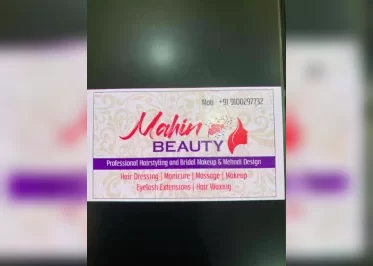 Mob: +91 9100297732
Mahin
BEAUTY
Professional Hairstyling and Bridal Makeup & Mehndi Design
Hair Dressing | Manicure | Massage | Makeup
Eyelash Extensions | Hair Waxing